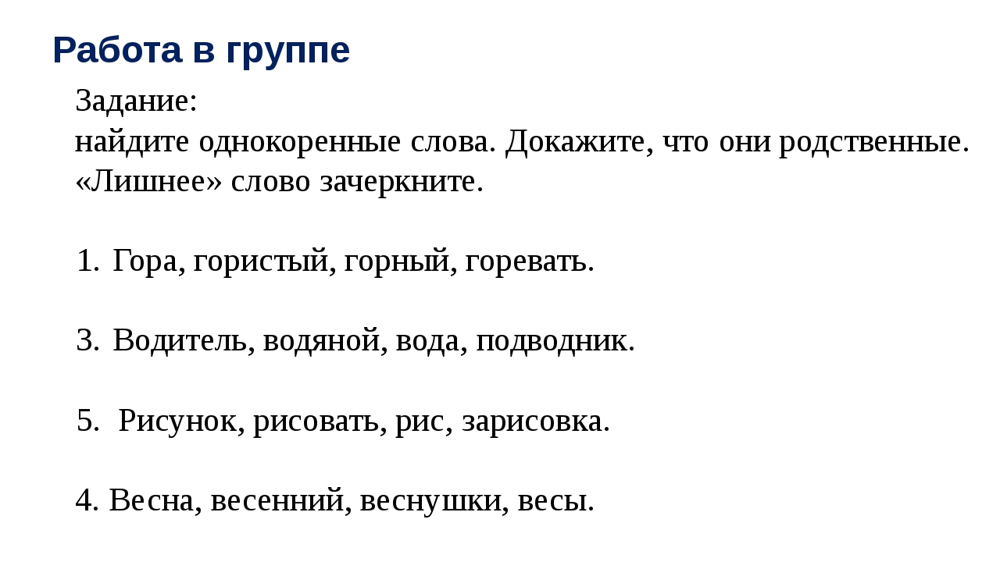 Работа в группе
Задание:
найдите однокоренные слова. Докажите, что они родственные.
«Лишнее» слово зачеркните.
1. Гора, гористый, горный, горевать.
3. Водитель, водяной, вода, подводник.
5. Рисунок, рисовать, рис, зарисовка.
4. Весна, весенний, веснушки, весы.